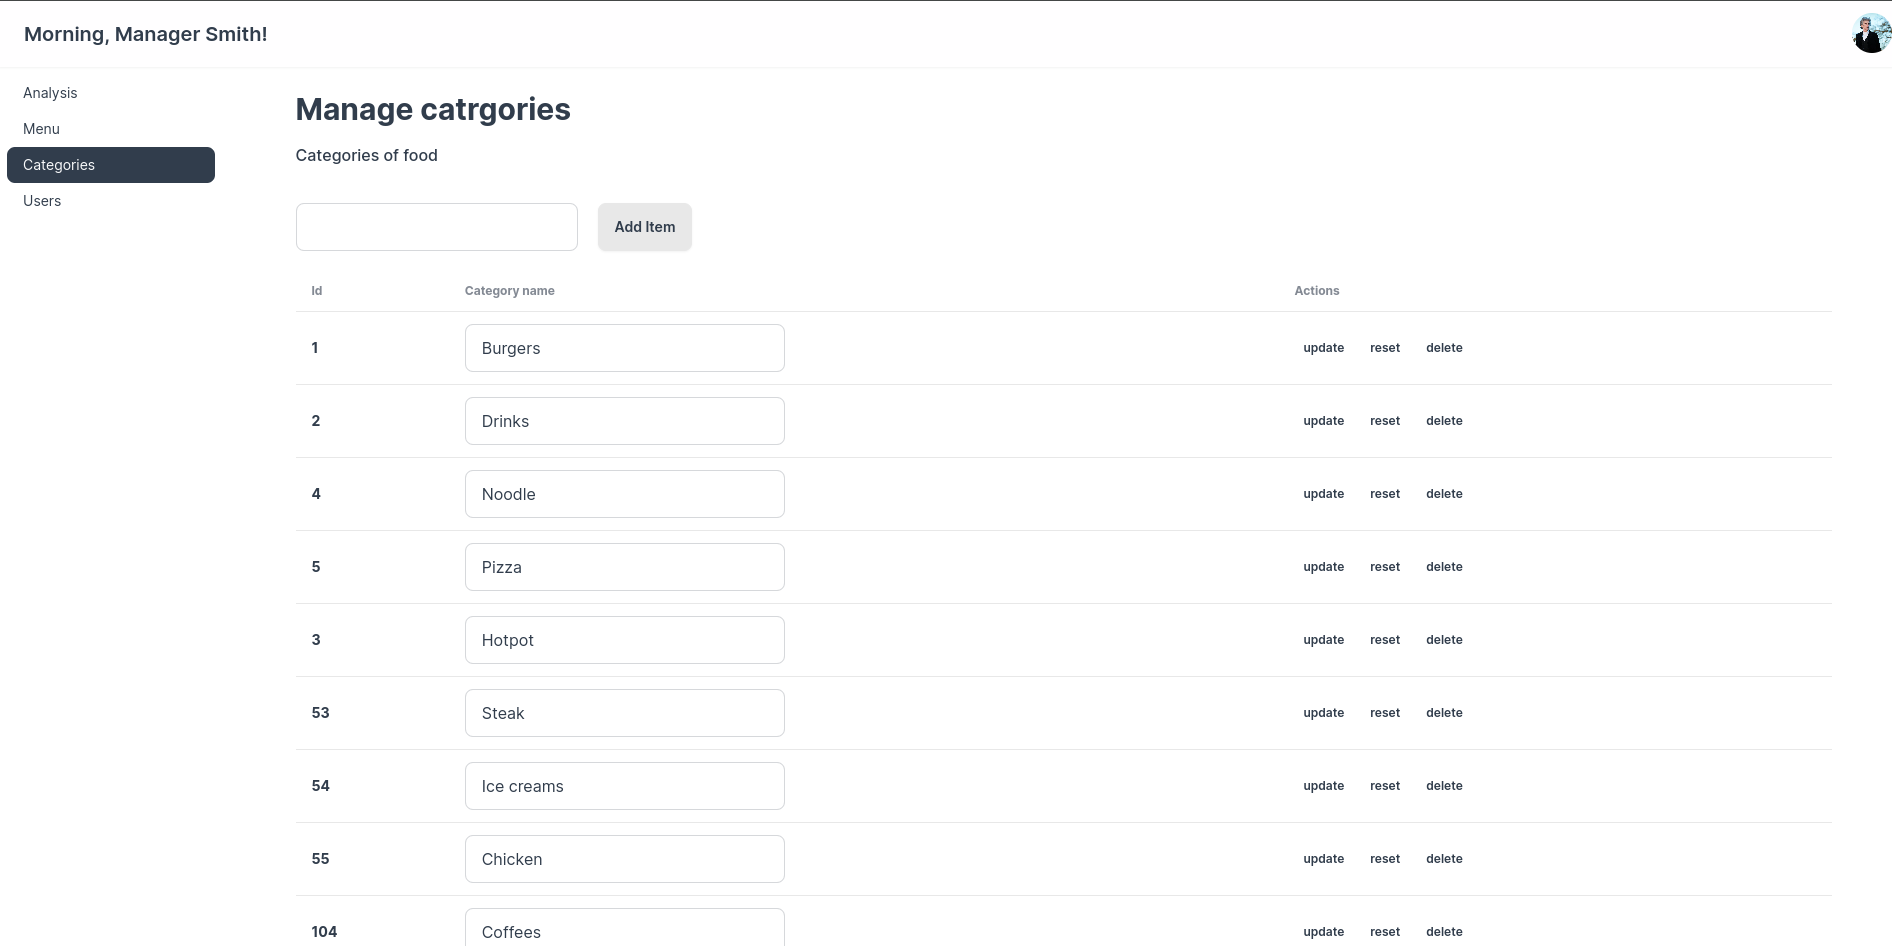 Morning, Manager Smith!
Analysis
Menu
Categories
Users
Manage catrgories
Categories of food
Add Item
Id Category name Actions
1 Burgers update reset delete
2 Drinks update reset delete
4 Noodle update reset delete
5 Pizza update reset delete
3 Hotpot update reset delete
53 Steak update reset delete
54 Ice creams update reset delete
55 Chicken update reset delete
104 Coffees update reset delete